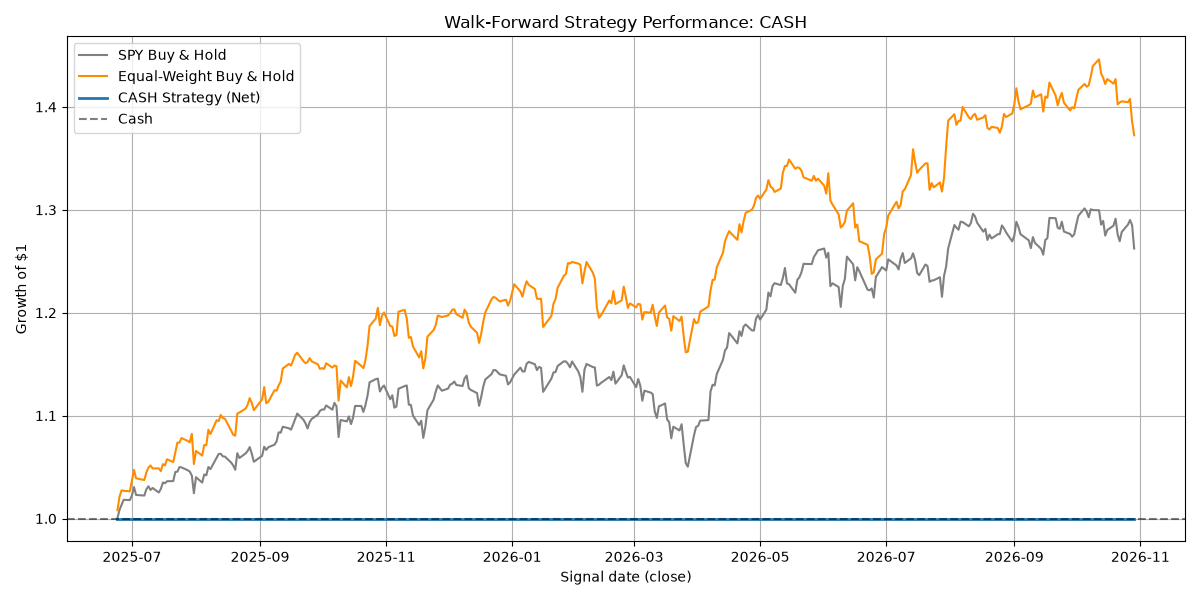 Walk-Forward Strategy Performance: CASH
SPY Buy & Hold
Equal-Weight Buy & Hold
CASH Strategy (Net)
Cash
Growth of $1
1.4
1.3
1.2
1.1
1.0
2025-07
2025-09
2025-11
2026-01
2026-03
2026-05
2026-07
2026-09
2026-11
Signal date (close)